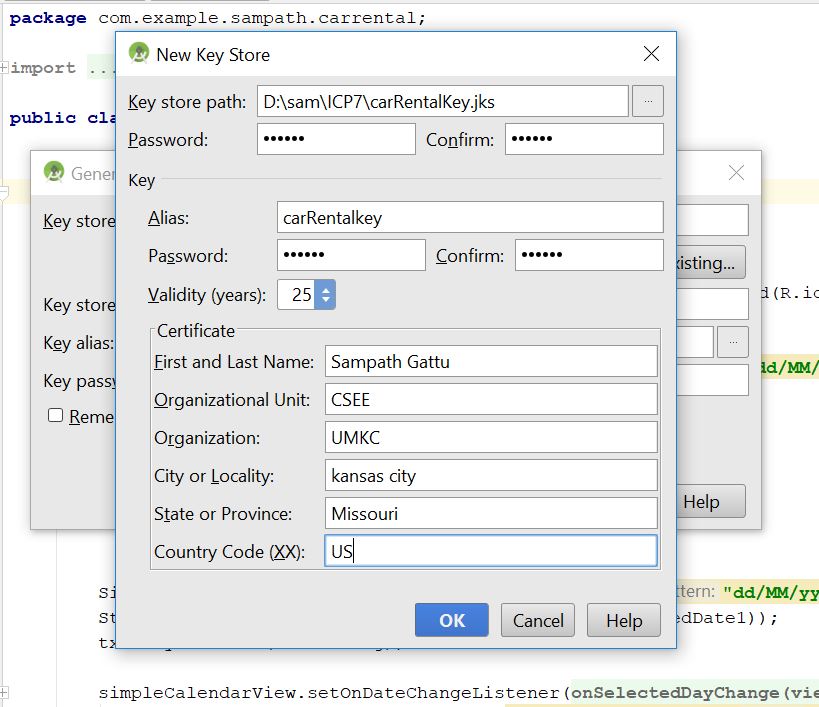 package com.example.sampath.carrental;
import ...
public cla
New Key Store
Key store path: D:\sam\ICP7\carRentalKey.jks ...
Password: •••••• Confirm: ••••••
Key
Alias: carRentalkey
Password: •••••• Confirm: ••••••
Validity (years): 25
Certificate
First and Last Name: Sampath Gattu
Organizational Unit: CSEE
Organization: UMKC
City or Locality: kansas city
State or Province: Missouri
Country Code (XX): US
OK Cancel Help
Gener
Key store
xisting...
Key store
Key alias: ...
Key passw
Reme
Help
d(R.id
dd/MM/
Si ttern: "dd/MM/yy
St edDate1));
simpleCalendarView.setOnDateChangeListener(onSelectedDayChange(vie